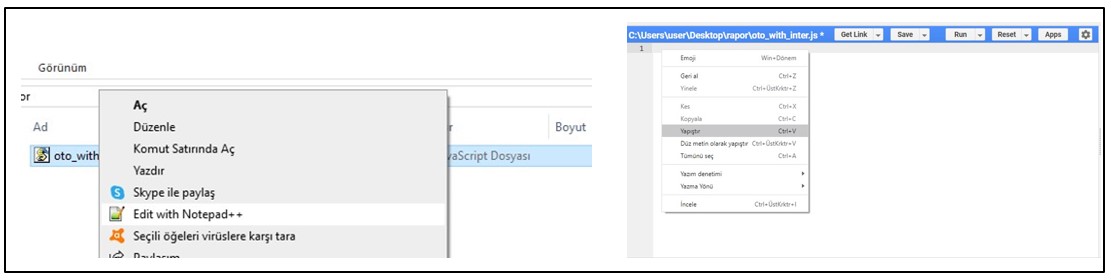 Görünüm
or
Ad
Boyut
oto_with
vaScript Dosyası
Aç
Düzenle
Komut Satırında Aç
Yazdır
Skype ile paylaş
Edit with Notepad++
Seçili öğeleri virüslere karşı tara
Paylaşım
C:\Users\user\Desktop\rapor\oto_with_inter.js * Get Link Save Run Reset Apps
1
Emoji Win+Dönem
Geri al Ctrl+Z
Yinele Ctrl+ÜstKrktr+Z
Kes Ctrl+X
Kopyala Ctrl+C
Yapıştır Ctrl+V
Düz metin olarak yapıştır Ctrl+ÜstKrktr+V
Tümünü seç Ctrl+A
Yazım denetimi
Yazma Yönü
İncele Ctrl+ÜstKrktr+I